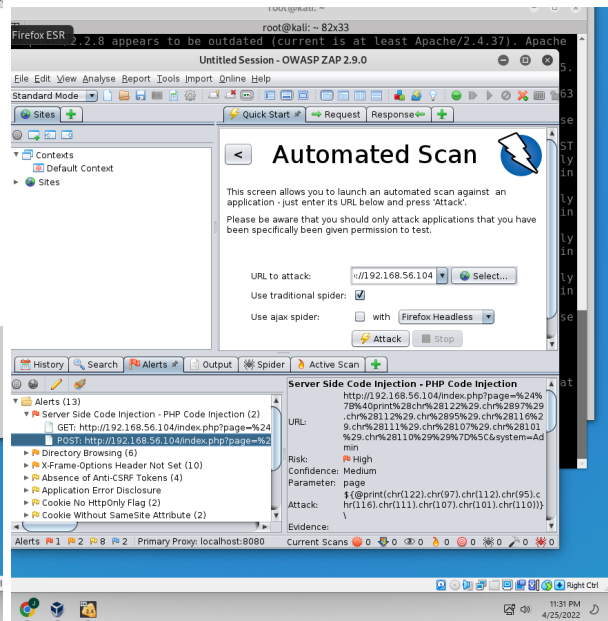 root@kali: ~
root@kali: ~ 82x33
Firefox ESR
2.2.8 appears to be outdated (current is at least Apache/2.4.37). Apache
Untitled Session - OWASP ZAP 2.9.0
File Edit View Analyse Report Tools Import Online Help
Standard Mode
Sites
Quick Start
Request
Response
Contexts
Default Context
Sites
<
Automated Scan
This screen allows you to launch an automated scan against an
application - just enter its URL below and press 'Attack'.
Please be aware that you should only attack applications that you have
been specifically been given permission to test.
URL to attack:
://192.168.56.104
Select...
Use traditional spider:
Use ajax spider:
with
Firefox Headless
Attack
Stop
History
Search
Alerts
Output
Spider
Active Scan
Alerts (13)
Server Side Code Injection - PHP Code Injection (2)
GET: http://192.168.56.104/index.php?page=%24
POST: http://192.168.56.104/index.php?page=%2
Directory Browsing (6)
X-Frame-Options Header Not Set (10)
Absence of Anti-CSRF Tokens (4)
Application Error Disclosure
Cookie No HttpOnly Flag (2)
Cookie Without SameSite Attribute (2)
Server Side Code Injection - PHP Code Injection
URL:
http://192.168.56.104/index.php?page=%24%
7B%40print%28chr%28122%29.chr%2897%29
.chr%28112%29.chr%2895%29.chr%28116%2
9.chr%28111%29.chr%28107%29.chr%28101
%29.chr%28110%29%29%7D%5C&system=Ad
min
Risk:
High
Confidence: Medium
Parameter: page
Attack:
${@print(chr(122).chr(97).chr(112).chr(95).c
hr(116).chr(111).chr(107).chr(101).chr(110))}
\
Evidence:
Alerts 1 2 8 2 Primary Proxy: localhost:8080
Current Scans 0 0 0 0 0 0 0 0
Right Ctrl
11:31 PM
4/25/2022